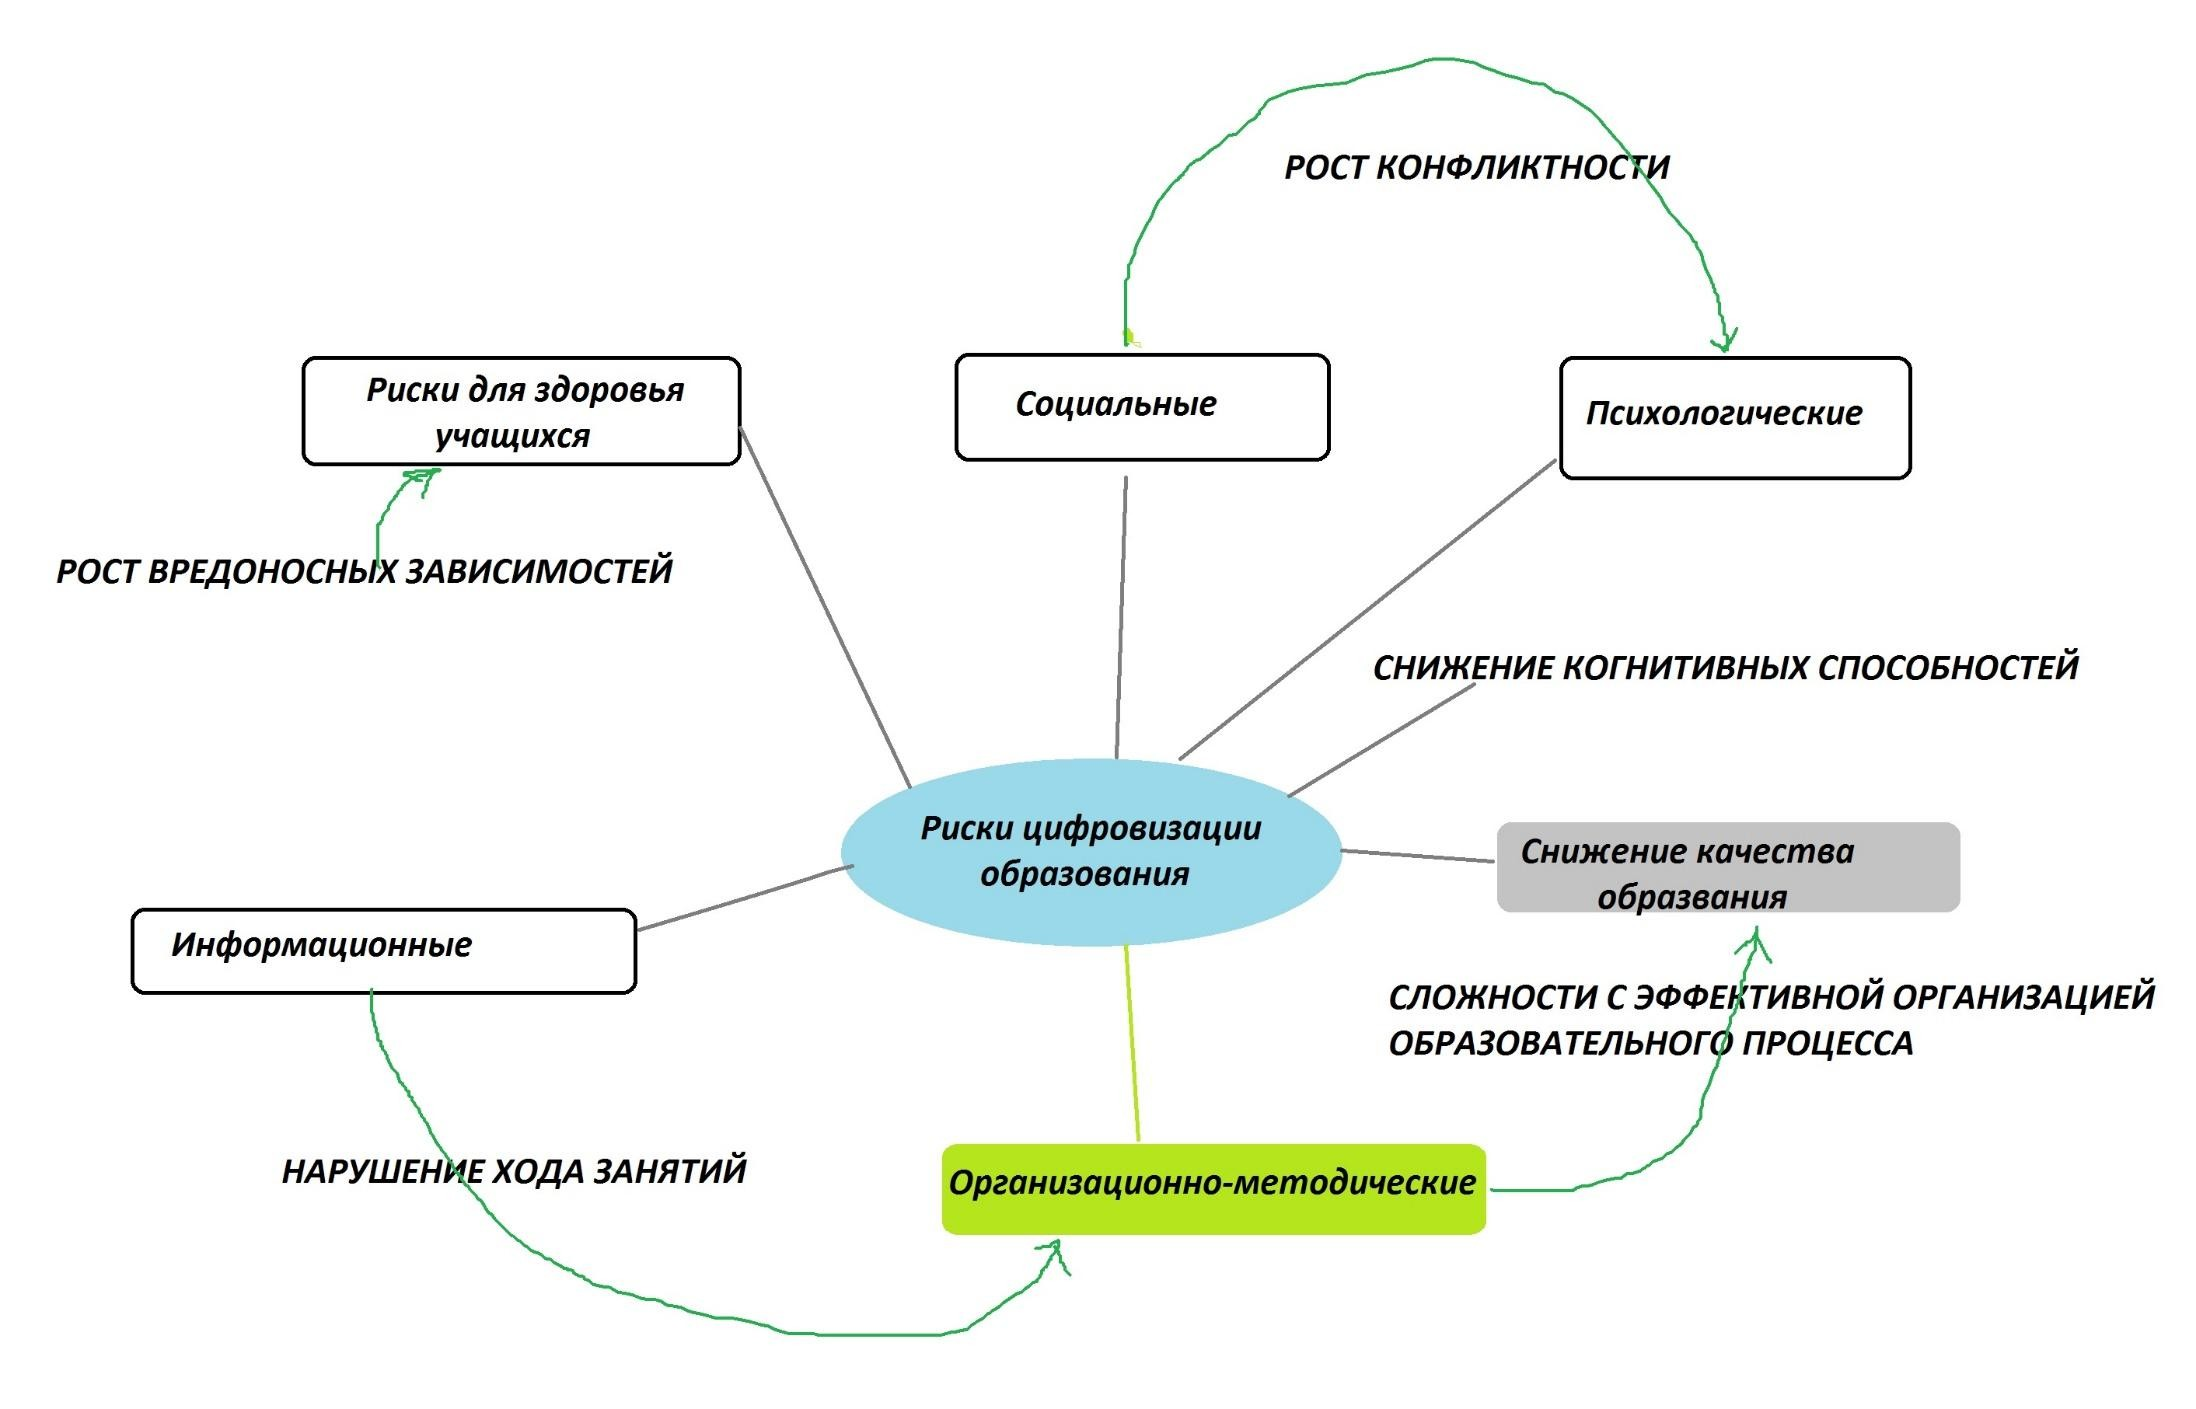 РОСТ КОНФЛИКТНОСТИ
Риски для здоровья
учащихся
Социальные
Психологические
РОСТ ВРЕДОНОСНЫХ ЗАВИСИМОСТЕЙ
СНИЖЕНИЕ КОГНИТИВНЫХ СПОСОБНОСТЕЙ
Риски цифровизации
образования
Снижение качества
образвания
Информационные
СЛОЖНОСТИ С ЭФФЕКТИВНОЙ ОРГАНИЗАЦИЕЙ
ОБРАЗОВАТЕЛЬНОГО ПРОЦЕССА
НАРУШЕНИЕ ХОДА ЗАНЯТИЙ
Организационно-методические